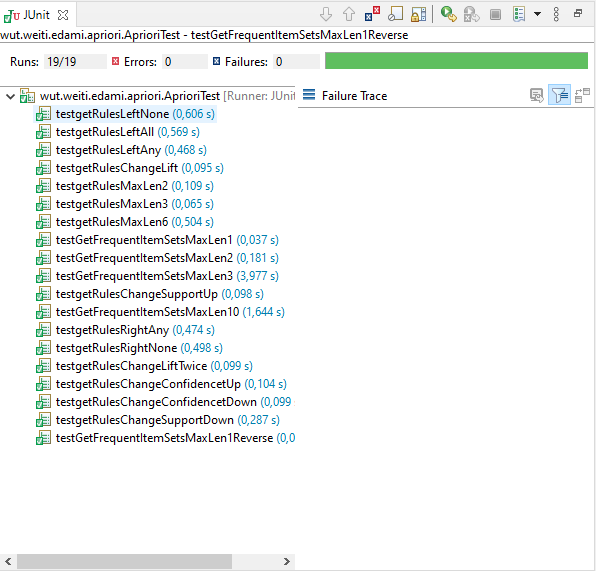 JUnit
wut.weiti.edami.apriori.AprioriTest - testGetFrequentItemSetsMaxLen1Reverse
Runs: 19/19 Errors: 0 Failures: 0
wut.weiti.edami.apriori.AprioriTest [Runner: JUnit
Failure Trace
testgetRulesLeftNone (0,606 s)
testgetRulesLeftAll (0,569 s)
testgetRulesLeftAny (0,468 s)
testgetRulesChangeLift (0,095 s)
testgetRulesMaxLen2 (0,109 s)
testgetRulesMaxLen3 (0,065 s)
testgetRulesMaxLen6 (0,504 s)
testGetFrequentItemSetsMaxLen1 (0,037 s)
testGetFrequentItemSetsMaxLen2 (0,181 s)
testGetFrequentItemSetsMaxLen3 (3,977 s)
testgetRulesChangeSupportUp (0,098 s)
testGetFrequentItemSetsMaxLen10 (1,644 s)
testgetRulesRightAny (0,474 s)
testgetRulesRightNone (0,498 s)
testgetRulesChangeLiftTwice (0,099 s)
testgetRulesChangeConfidencetUp (0,104 s)
testgetRulesChangeConfidencetDown (0,099
testgetRulesChangeSupportDown (0,287 s)
testGetFrequentItemSetsMaxLen1Reverse (0,0